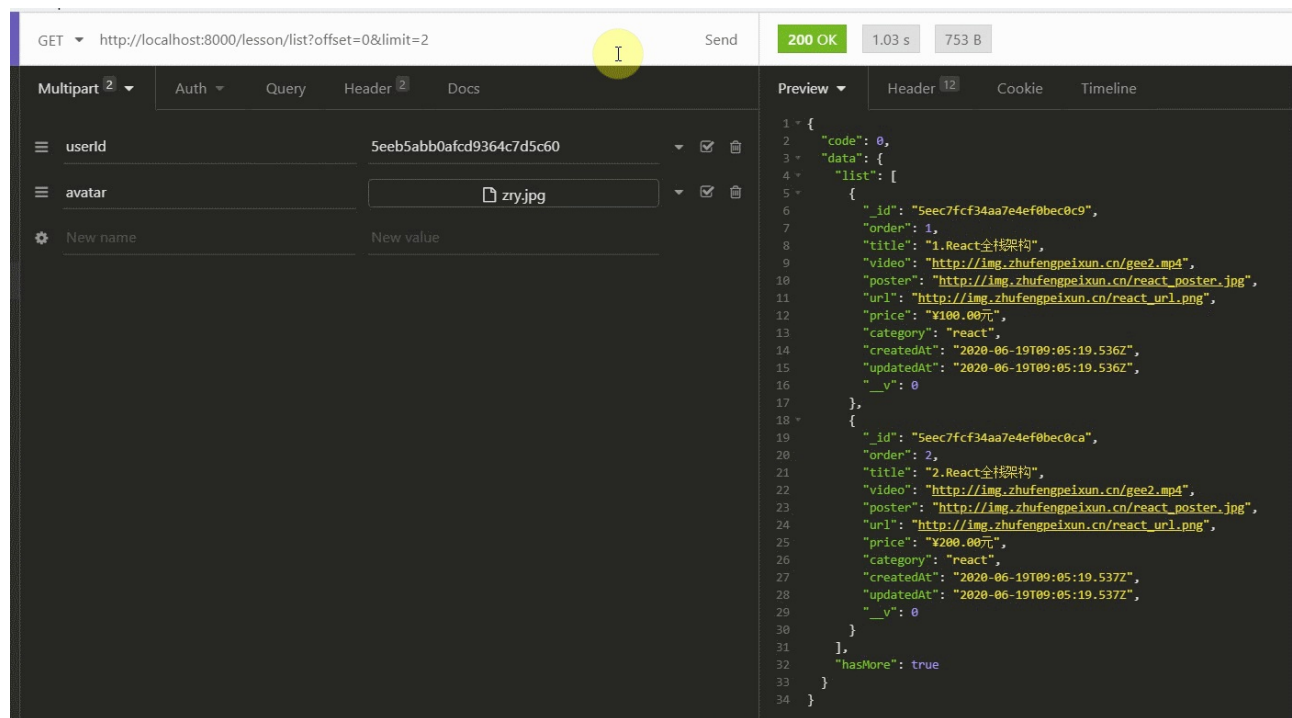 GET http://localhost:8000/lesson/list?offset=0&limit=2 Send 200 OK 1.03 s 753 B
Multipart 2 Auth Query Header 2 Docs
userId 5eeb5abb0afcd9364c7d5c60
avatar zry.jpg
New name New value
Preview Header 12 Cookie Timeline
1 {
2 "code": 0,
3 "data": {
4 "list": [
5 {
6 "_id": "5eec7fcf34aa7e4ef0bec0c9",
7 "order": 1,
8 "title": "1.React全栈架构",
9 "video": "http://img.zhufengpeixun.cn/gee2.mp4",
10 "poster": "http://img.zhufengpeixun.cn/react_poster.jpg",
11 "url": "http://img.zhufengpeixun.cn/react_url.png",
12 "price": "¥100.00元",
13 "category": "react",
14 "createdAt": "2020-06-19T09:05:19.536Z",
15 "updatedAt": "2020-06-19T09:05:19.536Z",
16 "__v": 0
17 },
18 {
19 "_id": "5eec7fcf34aa7e4ef0bec0ca",
20 "order": 2,
21 "title": "2.React全栈架构",
22 "video": "http://img.zhufengpeixun.cn/gee2.mp4",
23 "poster": "http://img.zhufengpeixun.cn/react_poster.jpg",
24 "url": "http://img.zhufengpeixun.cn/react_url.png",
25 "price": "¥200.00元",
26 "category": "react",
27 "createdAt": "2020-06-19T09:05:19.537Z",
28 "updatedAt": "2020-06-19T09:05:19.537Z",
29 "__v": 0
30 }
31 ],
32 "hasMore": true
33 }
34 }